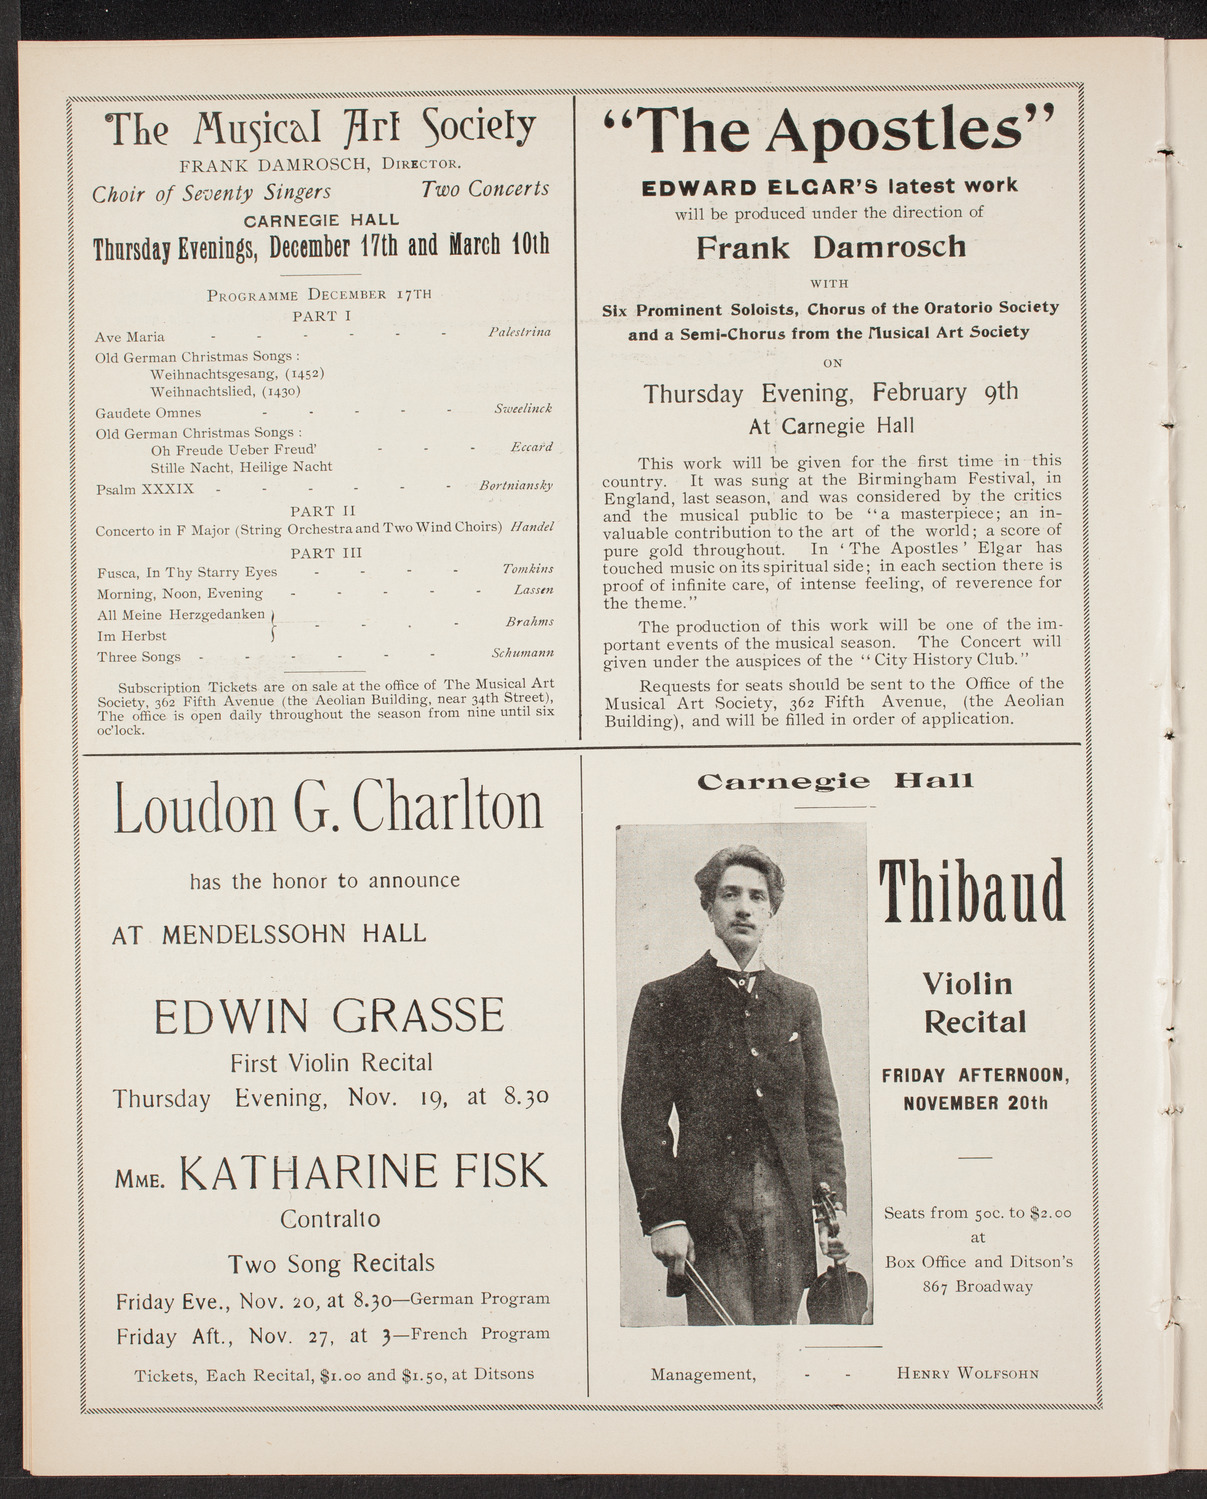 The Musical Art Society
FRANK DAMROSCH, DIRECTOR.
Choir of Seventy Singers Two Concerts
CARNEGIE HALL
Thursday Evenings, December 17th and March 10th
PROGRAMME DECEMBER 17TH
PART I
Ave Maria - - - - - - Palestrina
Old German Christmas Songs :
Weihnachtsgesang, (1452)
Weihnachtslied, (1430)
Gaudete Omnes - - - - - Sweelinck
Old German Christmas Songs :
Oh Freude Ueber Freud' - - - Eccard
Stille Nacht, Heilige Nacht
Psalm XXXIX - - - - - - Bortniansky
PART II
Concerto in F Major (String Orchestra and Two Wind Choirs) Handel
PART III
Fusca, In Thy Starry Eyes - - - - Tomkins
Morning, Noon, Evening - - - - - Lassen
All Meine Herzgedanken }
Im Herbst } - - . - Brahms
Three Songs - - - - - - Schumann
Subscription Tickets are on sale at the office of The Musical Art
Society, 362 Fifth Avenue (the Aeolian Building, near 34th Street),
The office is open daily throughout the season from nine until six
oc'lock.
"The Apostles"
EDWARD ELGAR'S latest work
will be produced under the direction of
Frank Damrosch
WITH
Six Prominent Soloists, Chorus of the Oratorio Society
and a Semi-Chorus from the Musical Art Society
ON
Thursday Evening, February 9th
At Carnegie Hall
This work will be given for the first time in this
country. It was sung at the Birmingham Festival, in
England, last season, and was considered by the critics
and the musical public to be "a masterpiece; an in-
valuable contribution to the art of the world; a score of
pure gold throughout. In 'The Apostles' Elgar has
touched music on its spiritual side; in each section there is
proof of infinite care, of intense feeling, of reverence for
the theme."
The production of this work will be one of the im-
portant events of the musical season. The Concert will
given under the auspices of the "City History Club."
Requests for seats should be sent to the Office of the
Musical Art Society, 362 Fifth Avenue, (the Aeolian
Building), and will be filled in order of application.
Loudon G. Charlton
has the honor to announce
AT MENDELSSOHN HALL
EDWIN GRASSE
First Violin Recital
Thursday Evening, Nov. 19, at 8.30
MME. KATHARINE FISK
Contralto
Two Song Recitals
Friday Eve., Nov. 20, at 8.30—German Program
Friday Aft., Nov. 27, at 3—French Program
Tickets, Each Recital, $1.00 and $1.50, at Ditsons
Carnegie Hall
Thibaud
Violin
Recital
FRIDAY AFTERNOON,
NOVEMBER 20th
Seats from 50c. to $2.00
at
Box Office and Ditson's
867 Broadway
Management, - - HENRY WOLFSOHN